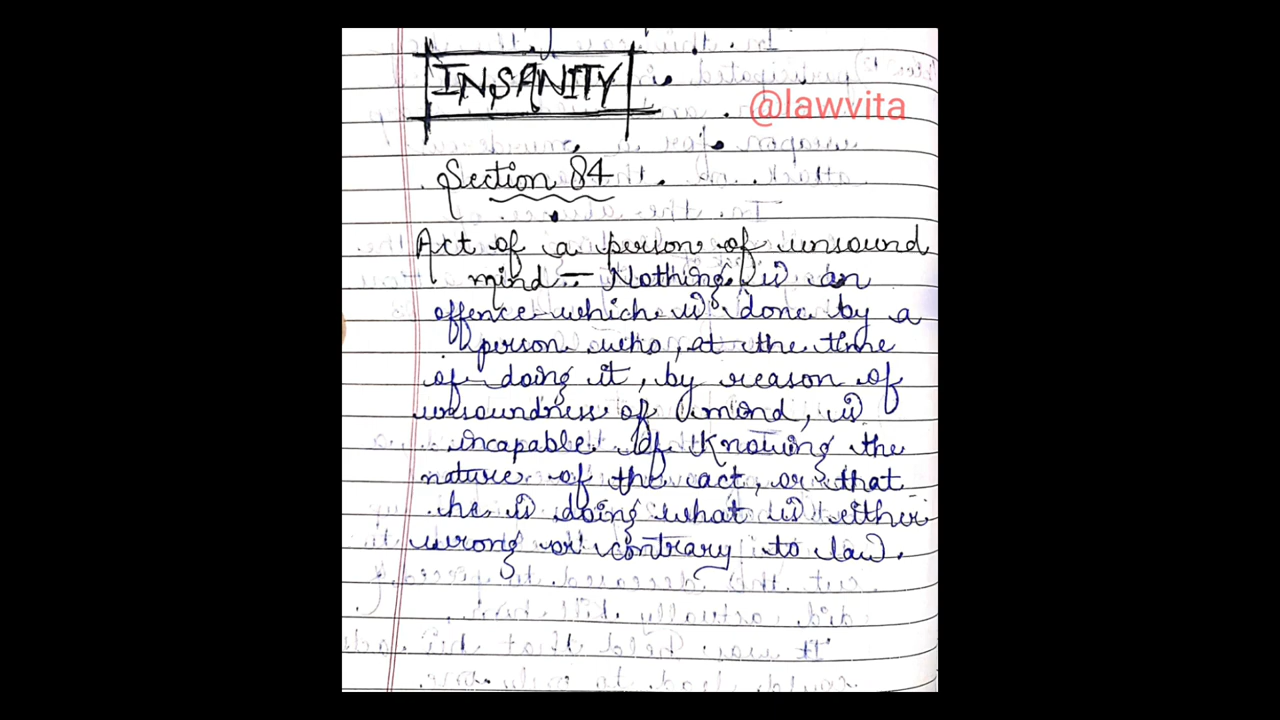 INSANITY
@lawvita
Section 84
Act of a person of unsound
mind - Nothing is an
offence which is done by a
person who, at the time
of doing it, by reason of
unsoundness of mind, is
incapable of knowing the
nature of the act, or that
he is doing what is either
wrong or contrary to law.